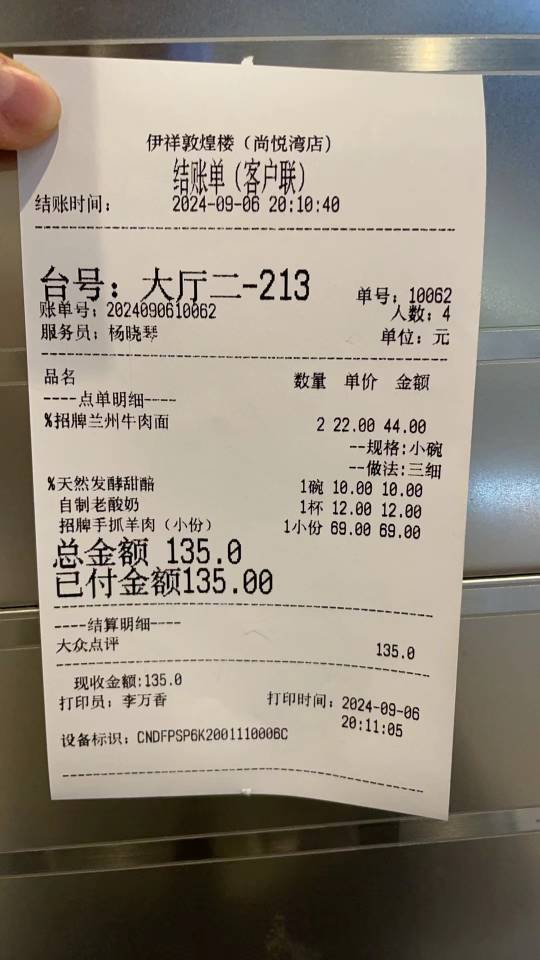 伊祥敦煌楼（尚悦湾店）
结账单（客户联）
结账时间： 2024-09-06 20:10:40
台号：大厅二-213 单号：10062
账单号：2024090610062 人数：4
服务员：杨晓琴 单位：元
品名 数量 单价 金额
----点单明细----
%招牌兰州牛肉面 2 22.00 44.00
--规格:小碗
--做法:三细
%天然发酵甜醅 1碗 10.00 10.00
自制老酸奶 1杯 12.00 12.00
招牌手抓羊肉（小份） 1小份 69.00 69.00
总金额 135.0
已付金额135.00
----结算明细----
大众点评 135.0
现收金额:135.0
打印员：李万香 打印时间：2024-09-06
20:11:05
设备标识：CNDFPSP6K2001110006C